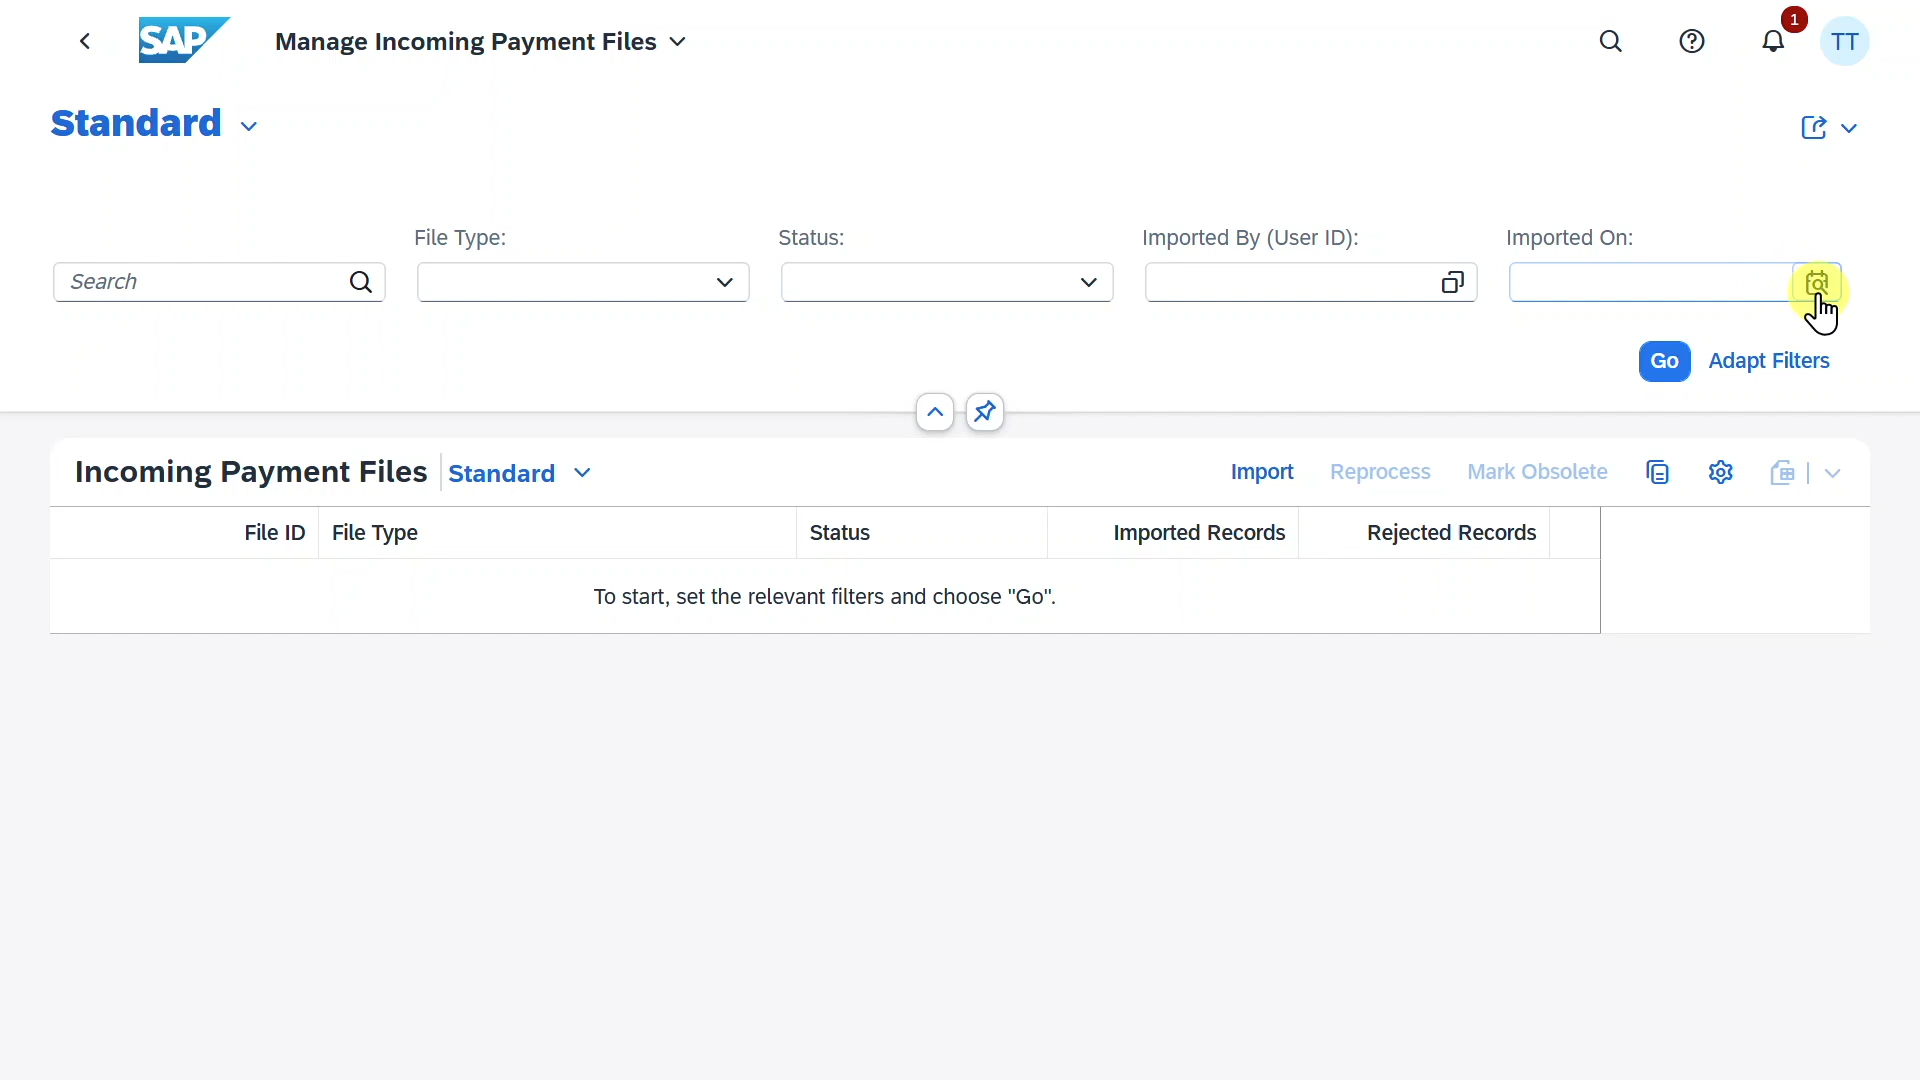 SAP
Manage Incoming Payment Files
1
TT
Standard
File Type:
Status:
Imported By (User ID):
Imported On:
Search
Go
Adapt Filters
Incoming Payment Files
Standard
Import
Reprocess
Mark Obsolete
File ID
File Type
Status
Imported Records
Rejected Records
To start, set the relevant filters and choose "Go".